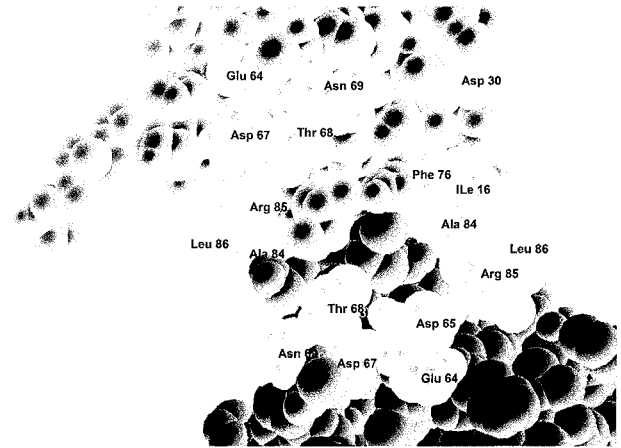 Glu 64
Asn 69
Asp 30
Asp 67
Thr 68
Phe 76
ILe 16
Arg 85
Ala 84
Leu 86
Leu 86
Ala 84
Arg 85
Thr 68
Asp 65
Asn
Asp 67
Glu 64